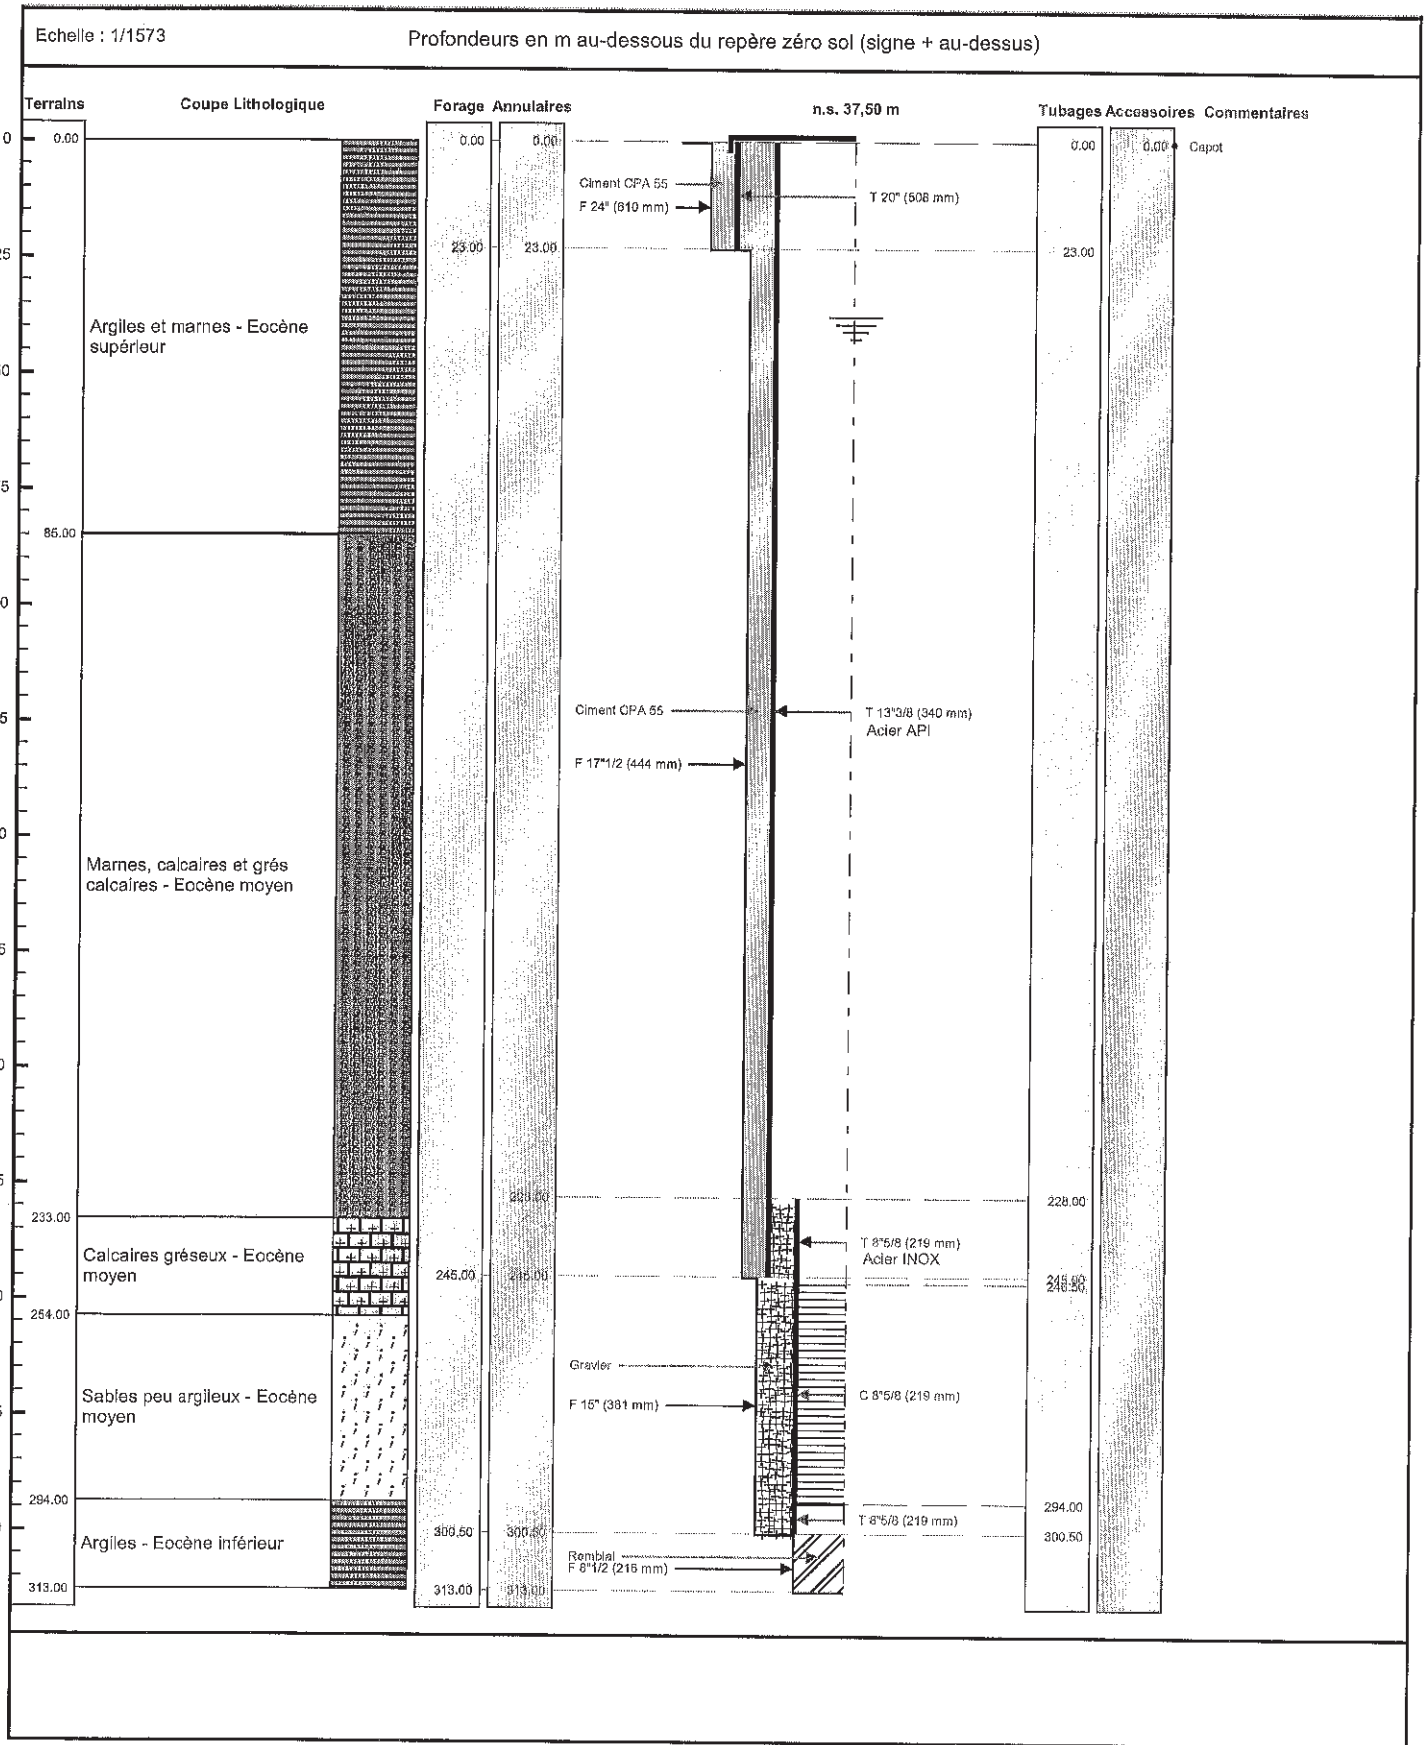 Echelle : 1/1573
Profondeurs en m au-dessous du repère zéro sol (signe + au-dessus)
Terrains Coupe Lithologique Forage Annulaires n.s. 37,50 m Tubages Accessoires Commentaires
0 0.00 0.00 0.00 0.00 0.00 Capot
Ciment CPA 55
T 20" (508 mm)
F 24" (610 mm)
25 23.00 23.00 23.00
Argiles et marnes - Eocène
supérieur
85.00
Ciment CPA 55
T 13"3/8 (340 mm)
Acier API
F 17"1/2 (444 mm)
Marnes, calcaires et grés
calcaires - Eocène moyen
228.00 228.00
233.00
T 8"5/8 (219 mm)
Acier INOX
Calcaires gréseux - Eocène
moyen
245.00 245.00 245.00
246.50
254.00
Gravier
Sables peu argileux - Eocène
moyen
C 8"5/8 (219 mm)
F 15" (381 mm)
294.00 294.00
T 8"5/8 (219 mm)
300.50 300.50 300.50
Argiles - Eocène inférieur
Remblai
F 8"1/2 (216 mm)
313.00 313.00 313.00